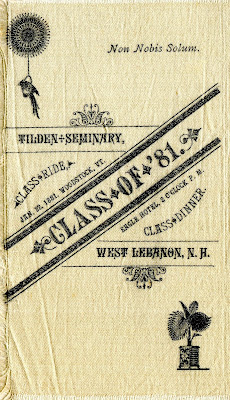 Non Nobis Solum.
TILDEN SEMINARY,
CLASS RIDE,
JAN. 1881, WOODSTOCK, VT.
CLASS OF '81.
EAGLE HOTEL, 2 O'CLOCK P. M.
CLASS DINNER.
WEST LEBANON, N. H.